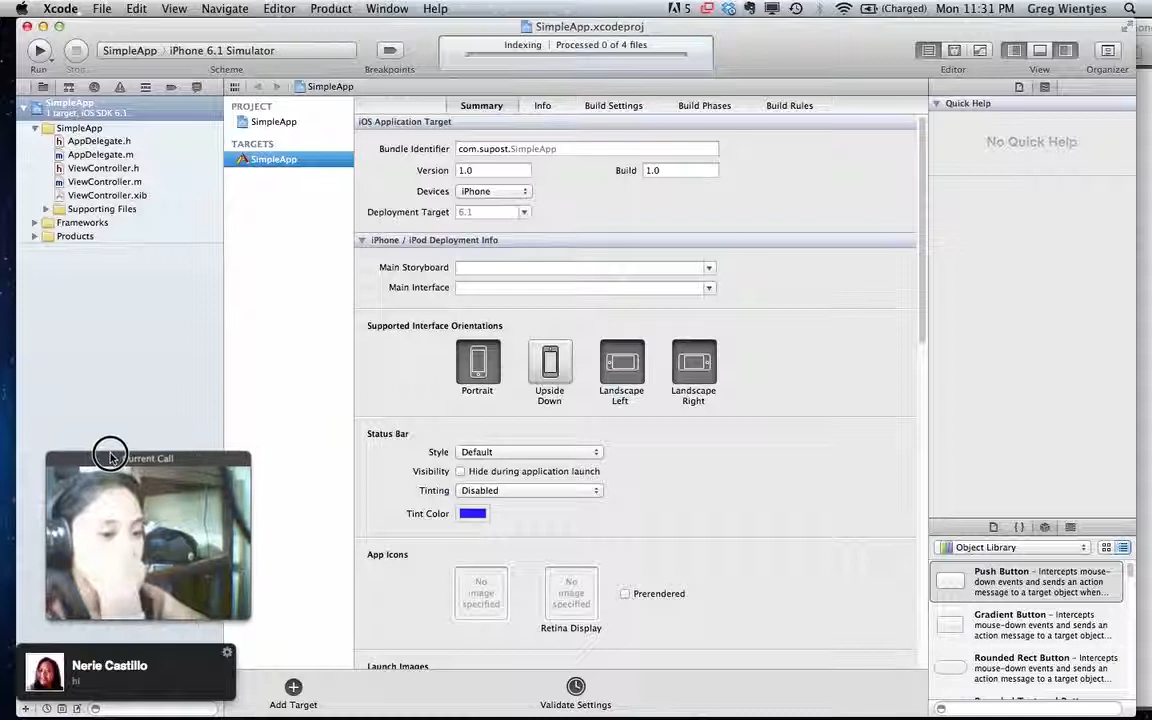 Xcode File Edit View Navigate Editor Product Window Help
5 (Charged) Mon 11:31 PM Greg Wientjes
SimpleApp.xcodeproj
SimpleApp iPhone 6.1 Simulator
Indexing Processed 0 of 4 files
Run Stop Scheme Breakpoints Editor View Organizer
SimpleApp
SimpleApp
1 target, iOS SDK 6.1
SimpleApp
AppDelegate.h
AppDelegate.m
ViewController.h
ViewController.m
ViewController.xib
Supporting Files
Frameworks
Products
PROJECT
SimpleApp
TARGETS
SimpleApp
Summary Info Build Settings Build Phases Build Rules
iOS Application Target
Bundle Identifier com.supost.SimpleApp
Version 1.0 Build 1.0
Devices iPhone
Deployment Target 6.1
iPhone / iPod Deployment Info
Main Storyboard
Main Interface
Supported Interface Orientations
Portrait
Upside Down
Landscape Left
Landscape Right
Status Bar
Style Default
Visibility Hide during application launch
Tinting Disabled
Tint Color
App Icons
No image specified
No image specified
Prerendered
Retina Display
Launch Images
Add Target Validate Settings
Quick Help
No Quick Help
Object Library
Push Button – Intercepts mouse-
down events and sends an action
message to a target object when...
Gradient Button – Intercepts
mouse-down events and sends an
action message to a target object...
Rounded Rect Button – Intercepts
mouse-down events and sends an
action message to a target object...
Current Call
Nerie Castillo
hi